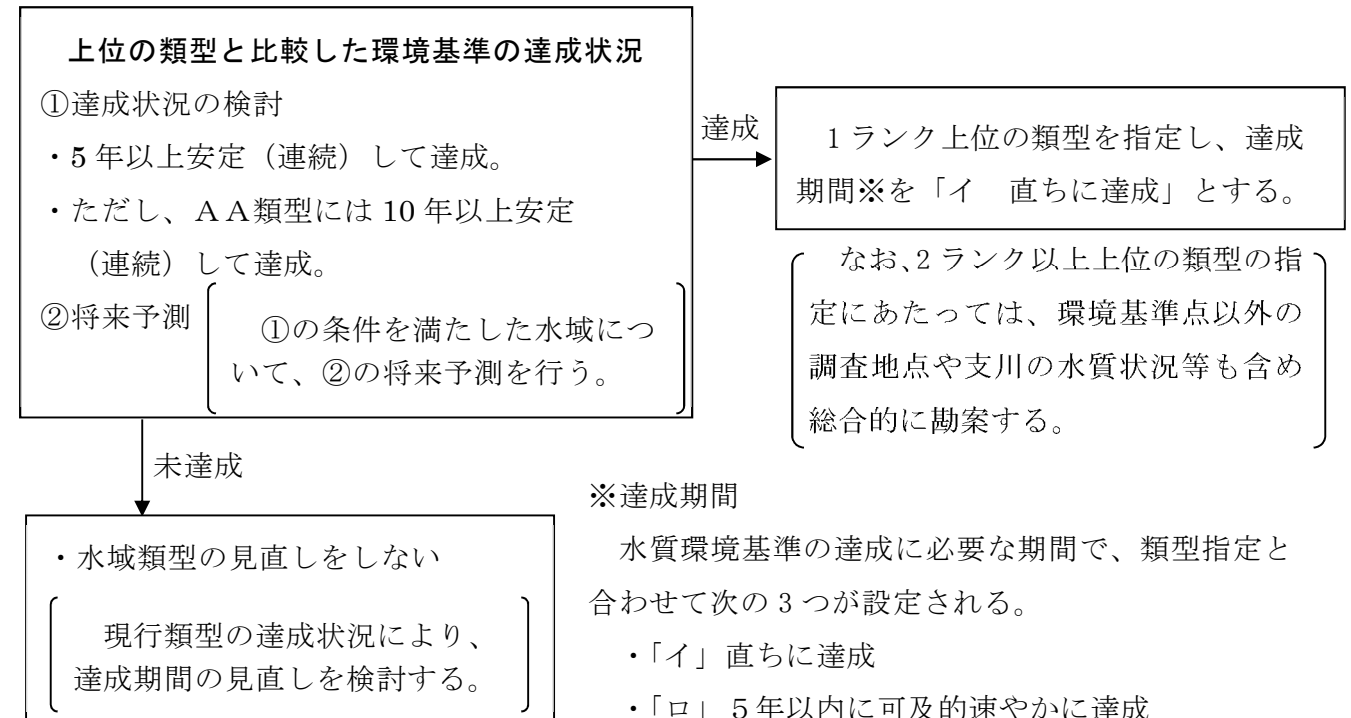 上位の類型と比較した環境基準の達成状況
①達成状況の検討
・5年以上安定（連続）して達成。
・ただし、ＡＡ類型には10年以上安定
（連続）して達成。
②将来予測
①の条件を満たした水域につ
いて、②の将来予測を行う。
達成
1ランク上位の類型を指定し、達成
期間※を「イ　直ちに達成」とする。
なお、2ランク以上上位の類型の指
定にあたっては、環境基準点以外の
調査地点や支川の水質状況等も含め
総合的に勘案する。
未達成
・水域類型の見直しをしない
現行類型の達成状況により、
達成期間の見直しを検討する。
※達成期間
水質環境基準の達成に必要な期間で、類型指定と
合わせて次の3つが設定される。
・「イ」直ちに達成
・「ロ」5年以内に可及的速やかに達成